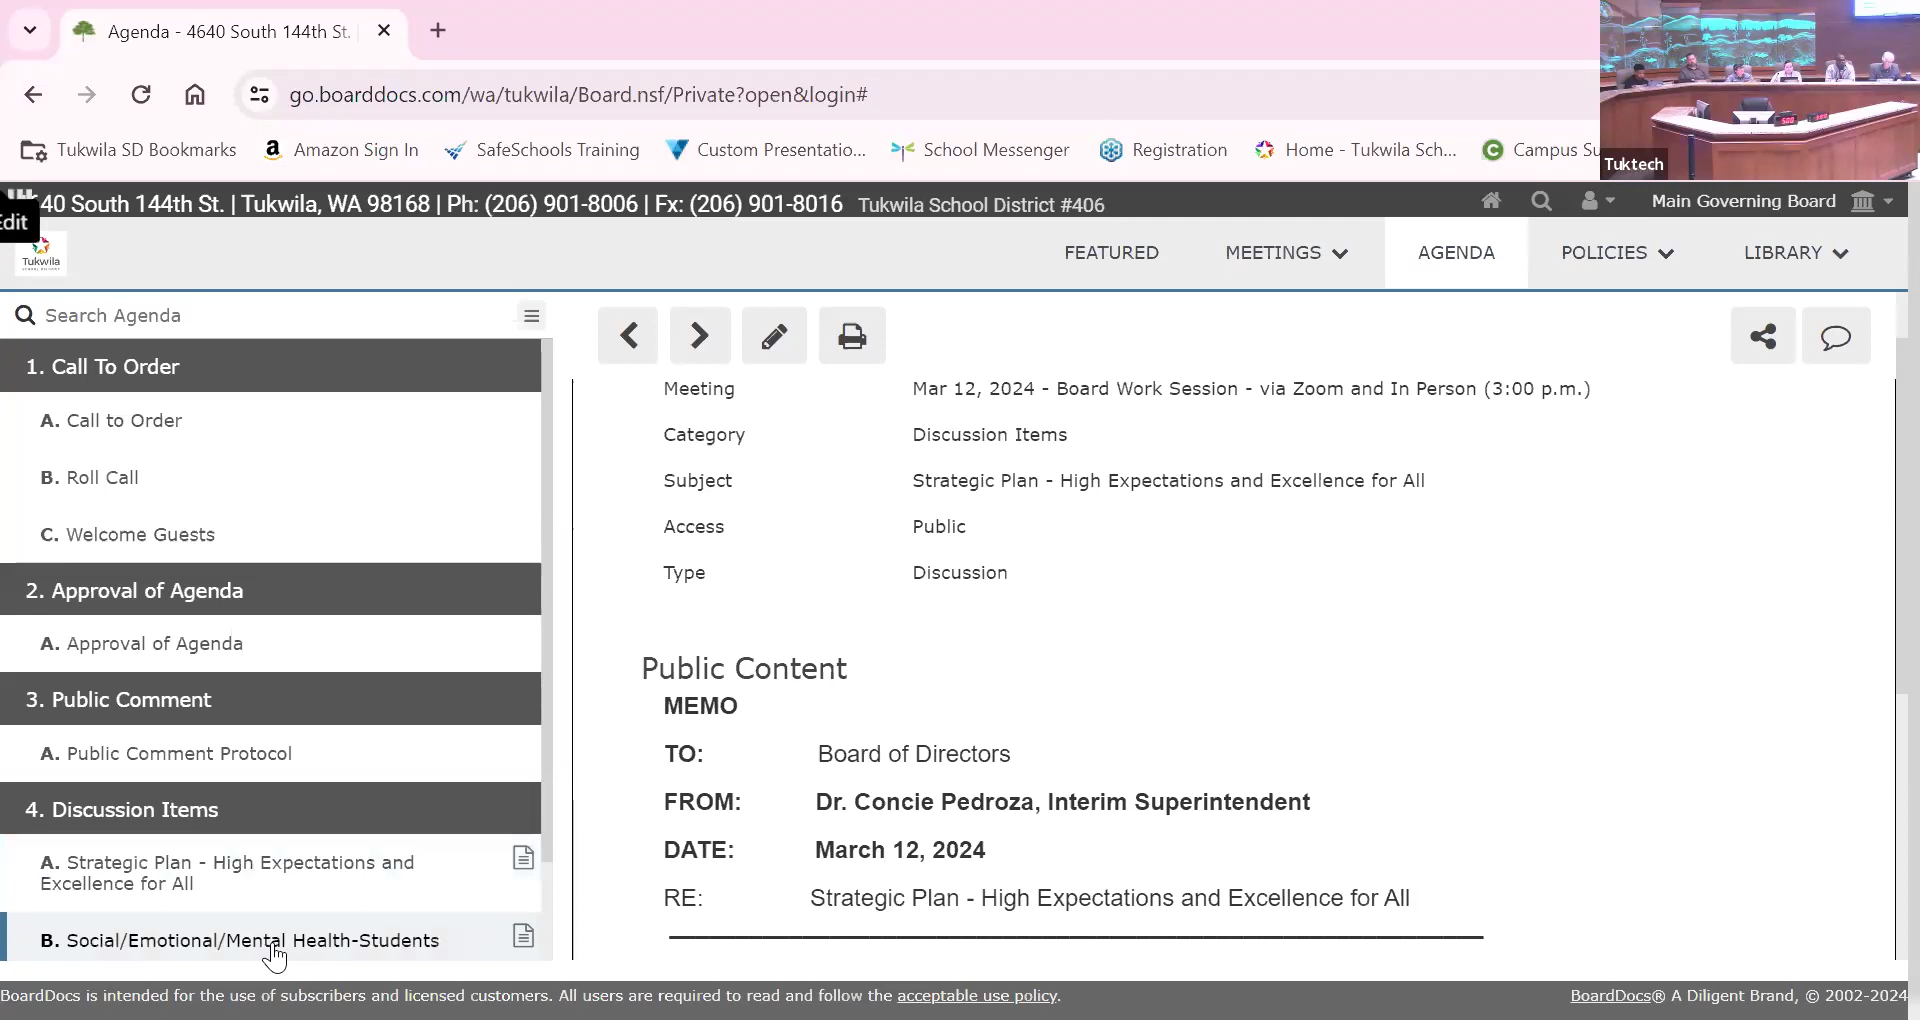 Agenda - 4640 South 144th St. |
go.boarddocs.com/wa/tukwila/Board.nsf/Private?open&login#
Tukwila SD Bookmarks Amazon Sign In SafeSchools Training Custom Presentatio... School Messenger Registration Home - Tukwila Sch... Campus Su
Tuktech
40 South 144th St. | Tukwila, WA 98168 | Ph: (206) 901-8006 | Fx: (206) 901-8016 Tukwila School District #406
Main Governing Board
Edit
Tukwila
FEATURED MEETINGS AGENDA POLICIES LIBRARY
Search Agenda
1. Call To Order
A. Call to Order
B. Roll Call
C. Welcome Guests
2. Approval of Agenda
A. Approval of Agenda
3. Public Comment
A. Public Comment Protocol
4. Discussion Items
A. Strategic Plan - High Expectations and
Excellence for All
B. Social/Emotional/Mental Health-Students
Meeting Mar 12, 2024 - Board Work Session - via Zoom and In Person (3:00 p.m.)
Category Discussion Items
Subject Strategic Plan - High Expectations and Excellence for All
Access Public
Type Discussion
Public Content
MEMO
TO: Board of Directors
FROM: Dr. Concie Pedroza, Interim Superintendent
DATE: March 12, 2024
RE: Strategic Plan - High Expectations and Excellence for All
BoardDocs is intended for the use of subscribers and licensed customers. All users are required to read and follow the acceptable use policy.
BoardDocs® A Diligent Brand, © 2002-2024